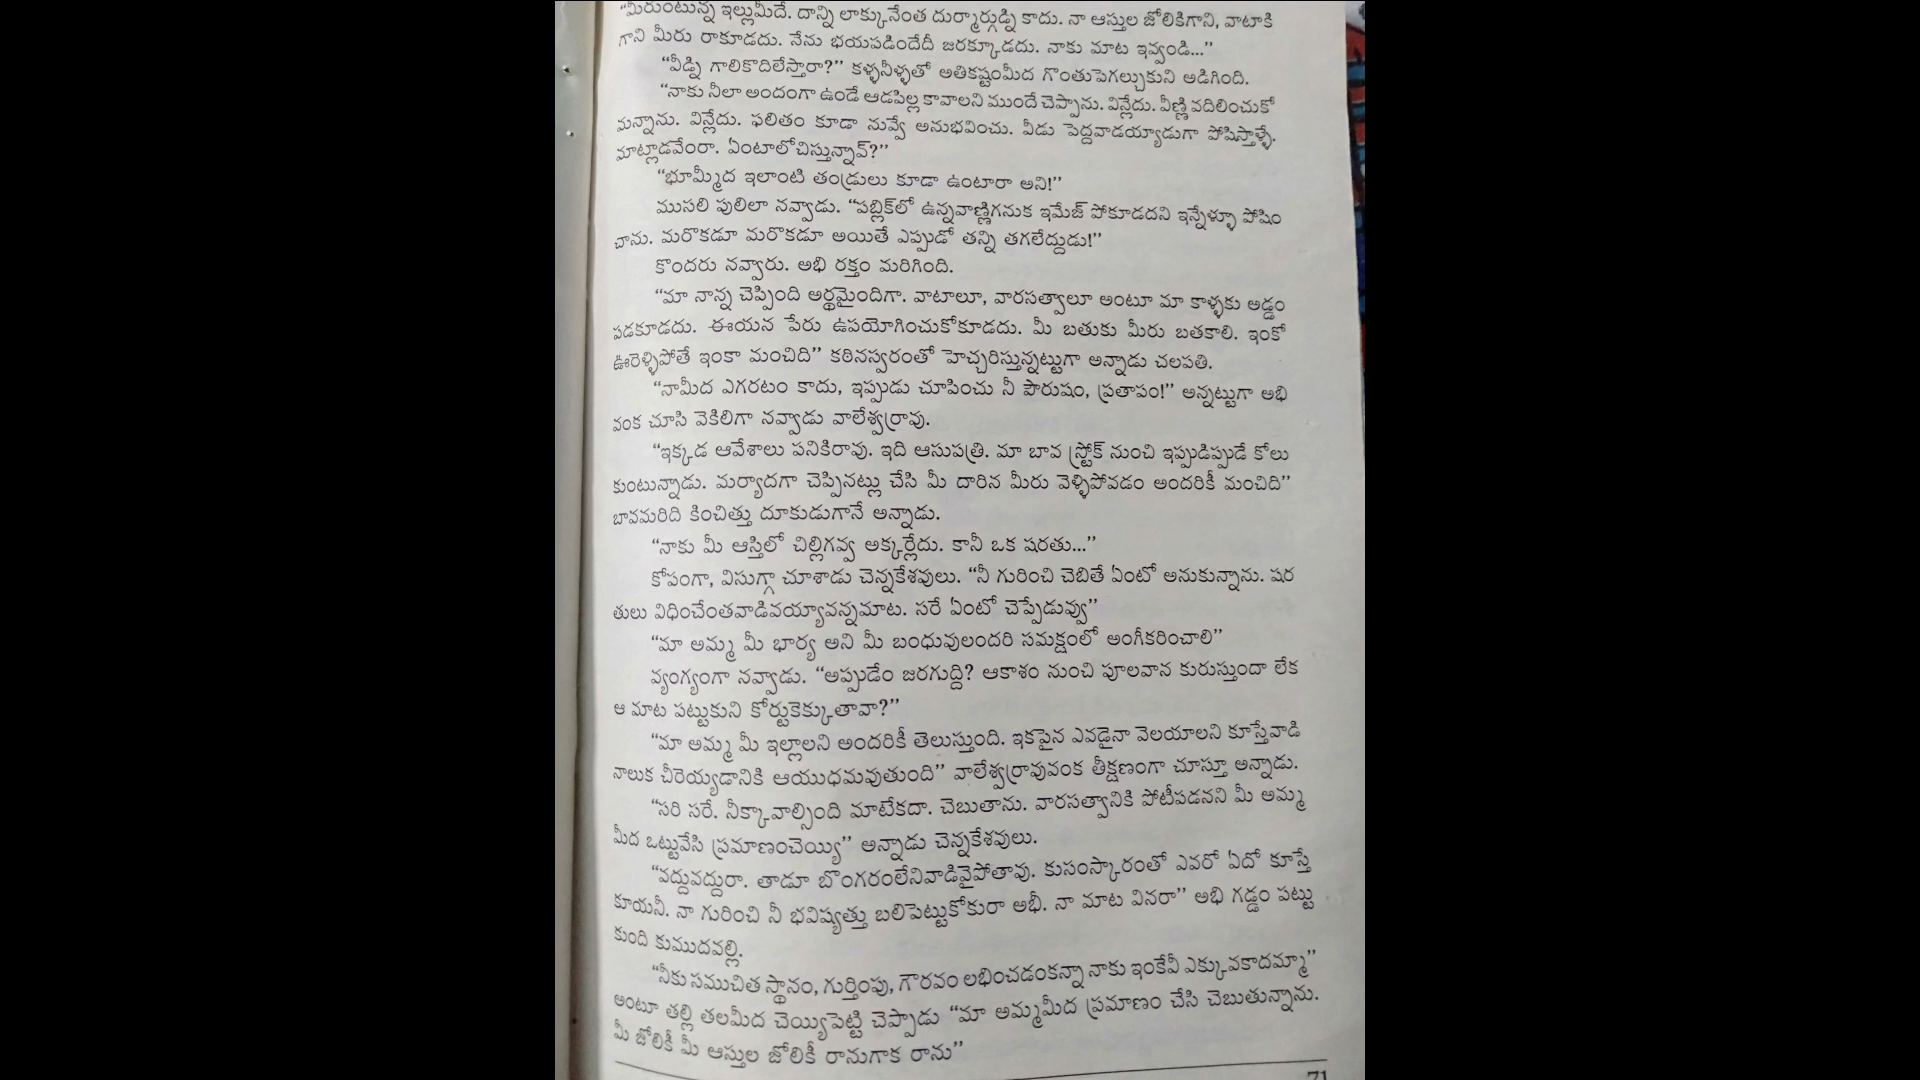 “మీరుంటున్న ఇల్లుమీదే. దాన్ని లాక్కునేంత దుర్మార్గుడ్ని కాదు. నా ఆస్తుల జోలికిగాని, వాటాకి
గాని మీరు రాకూడదు. నేను భయపడిందేదీ జరక్కూడదు. నాకు మాట ఇవ్వండి...”
“వీడ్ని గాలికొదిలేస్తారా?” కళ్ళనీళ్ళతో అతికష్టంమీద గొంతుపెగల్చుకుని అడిగింది.
“నాకు నీలా అందంగా ఉండే ఆడపిల్ల కావాలని ముందే చెప్పాను. విన్లేదు. వీణ్ణి వదిలించుకో
మన్నాను. విన్లేదు. ఫలితం కూడా నువ్వే అనుభవించు. వీడు పెద్దవాడయ్యాడుగా పోషిస్తాళ్ళే.
మాట్లాడవేంరా. ఏంటాలోచిస్తున్నావ్?”
“భూమ్మీద ఇలాంటి తండ్రులు కూడా ఉంటారా అని!”
ముసలి పులిలా నవ్వాడు. “పబ్లిక్‌లో ఉన్నవాణ్ణిగనుక ఇమేజ్ పోకూడదని ఇన్నేళ్ళూ పోషిం
చాను. మరొకడూ మరొకడూ అయితే ఎప్పుడో తన్ని తగలేద్దుడు!”
కొందరు నవ్వారు. అభి రక్తం మరిగింది.
“మా నాన్న చెప్పింది అర్థమైందిగా. వాటాలూ, వారసత్వాలూ అంటూ మా కాళ్ళకు అడ్డం
పడకూడదు. ఈయన పేరు ఉపయోగించుకోకూడదు. మీ బతుకు మీరు బతకాలి. ఇంకో
ఊరెళ్ళిపోతే ఇంకా మంచిది” కఠినస్వరంతో హెచ్చరిస్తున్నట్టుగా అన్నాడు చలపతి.
“నామీద ఎగరటం కాదు, ఇప్పుడు చూపించు నీ పౌరుషం, ప్రతాపం!” అన్నట్టుగా అభి
వంక చూసి వెకిలిగా నవ్వాడు వాలేశ్వర్రావు.
“ఇక్కడ ఆవేశాలు పనికిరావు. ఇది ఆసుపత్రి. మా బావ స్ట్రోక్ నుంచి ఇప్పుడిప్పుడే కోలు
కుంటున్నాడు. మర్యాదగా చెప్పినట్లు చేసి మీ దారిన మీరు వెళ్ళిపోవడం అందరికీ మంచిది”
బావమరిది కించిత్తు దూకుడుగానే అన్నాడు.
“నాకు మీ ఆస్తిలో చిల్లిగవ్వ అక్కర్లేదు. కానీ ఒక షరతు...”
కోపంగా, విసుగ్గా చూశాడు చెన్నకేశవులు. “నీ గురించి చెబితే ఏంటో అనుకున్నాను. షర
తులు విధించేంతవాడివయ్యావన్నమాట. సరే ఏంటో చెప్పేడువ్వు”
“మా అమ్మ మీ భార్య అని మీ బంధువులందరి సమక్షంలో అంగీకరించాలి”
వ్యంగ్యంగా నవ్వాడు. “అప్పుడేం జరగుద్ది? ఆకాశం నుంచి పూలవాన కురుస్తుందా లేక
ఆ మాట పట్టుకుని కోర్టుకెక్కుతావా?”
“మా అమ్మ మీ ఇల్లాలని అందరికీ తెలుస్తుంది. ఇకపైన ఎవడైనా వెలయాలని కూస్తేవాడి
నాలుక చీరెయ్యడానికి ఆయుధమవుతుంది” వాలేశ్వర్రావువంక తీక్షణంగా చూస్తూ అన్నాడు.
“సరి సరే. నీక్కావాల్సింది మాటేకదా. చెబుతాను. వారసత్వానికి పోటీపడనని మీ అమ్మ
మీద ఒట్టువేసి ప్రమాణంచెయ్యి” అన్నాడు చెన్నకేశవులు.
“వద్దువద్దురా. తాడూ బొంగరంలేనివాడివైపోతావు. కుసంస్కారంతో ఎవరో ఏదో కూస్తే
కూయనీ. నా గురించి నీ భవిష్యత్తు బలిపెట్టుకోకురా అభీ. నా మాట వినరా” అభి గడ్డం పట్టు
కుంది కుముదవల్లి.
“నీకు సముచిత స్థానం, గుర్తింపు, గౌరవం లభించడంకన్నా నాకు ఇంకేవీ ఎక్కువకాదమ్మా”
అంటూ తల్లి తలమీద చెయ్యిపెట్టి చెప్పాడు “మా అమ్మమీద ప్రమాణం చేసి చెబుతున్నాను.
మీ జోలికీ మీ ఆస్తుల జోలికీ రానుగాక రాను”
71